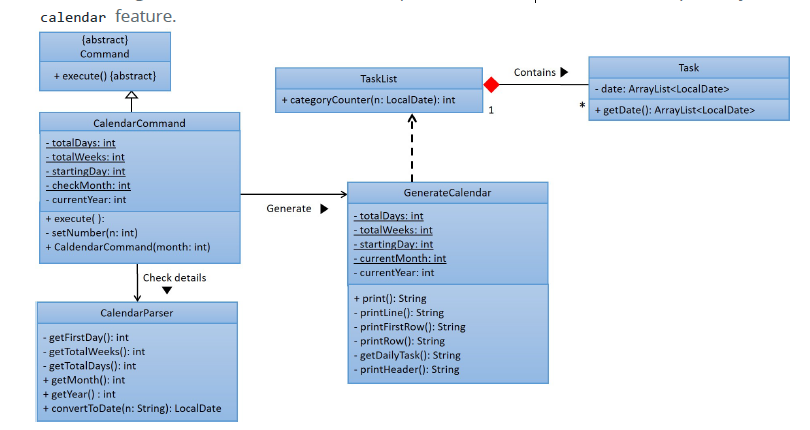 calendar feature.
{abstract}
Command
+ execute() {abstract}
CalendarCommand
- totalDays: int
- totalWeeks: int
- startingDay: int
- checkMonth: int
- currentYear: int
+ execute( ):
- setNumber(n: int)
+ CaldendarCommand(month: int)
Check details
CalendarParser
- getFirstDay(): int
- getTotalWeeks(): int
- getTotalDays(): int
+ getMonth(): int
+ getYear() : int
+ convertToDate(n: String): LocalDate
Generate
TaskList
+ categoryCounter(n: LocalDate): int
1
Contains
*
Task
- date: ArrayList<LocalDate>
+ getDate(): ArrayList<LocalDate>
GenerateCalendar
- totalDays: int
- totalWeeks: int
- startingDay: int
- currentMonth: int
- currentYear: int
+ print(): String
- printLine(): String
- printFirstRow(): String
- printRow(): String
- getDailyTask(): String
- printHeader(): String